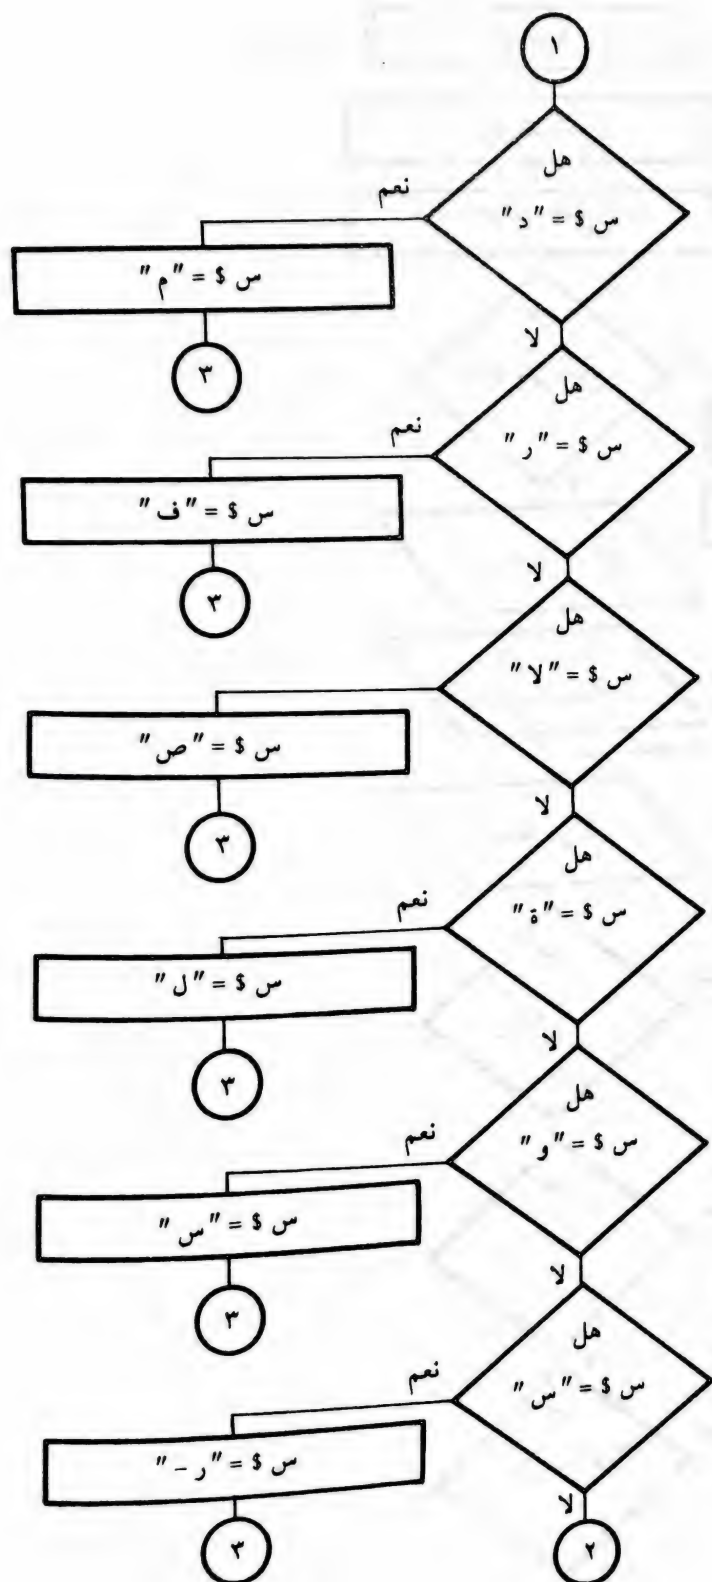 ١
هل
س $ = "د"
نعم
س $ = "م"
٣
لا
هل
س $ = "ر"
نعم
س $ = "ف"
٣
لا
هل
س $ = "لا"
س $ = "ص"
٣
لا
هل
س $ = "ة"
نعم
س $ = "ل"
٣
لا
هل
س $ = "و"
نعم
س $ = "س"
٣
لا
هل
س $ = "س"
نعم
س $ = "ر -"
٣
لا
٢